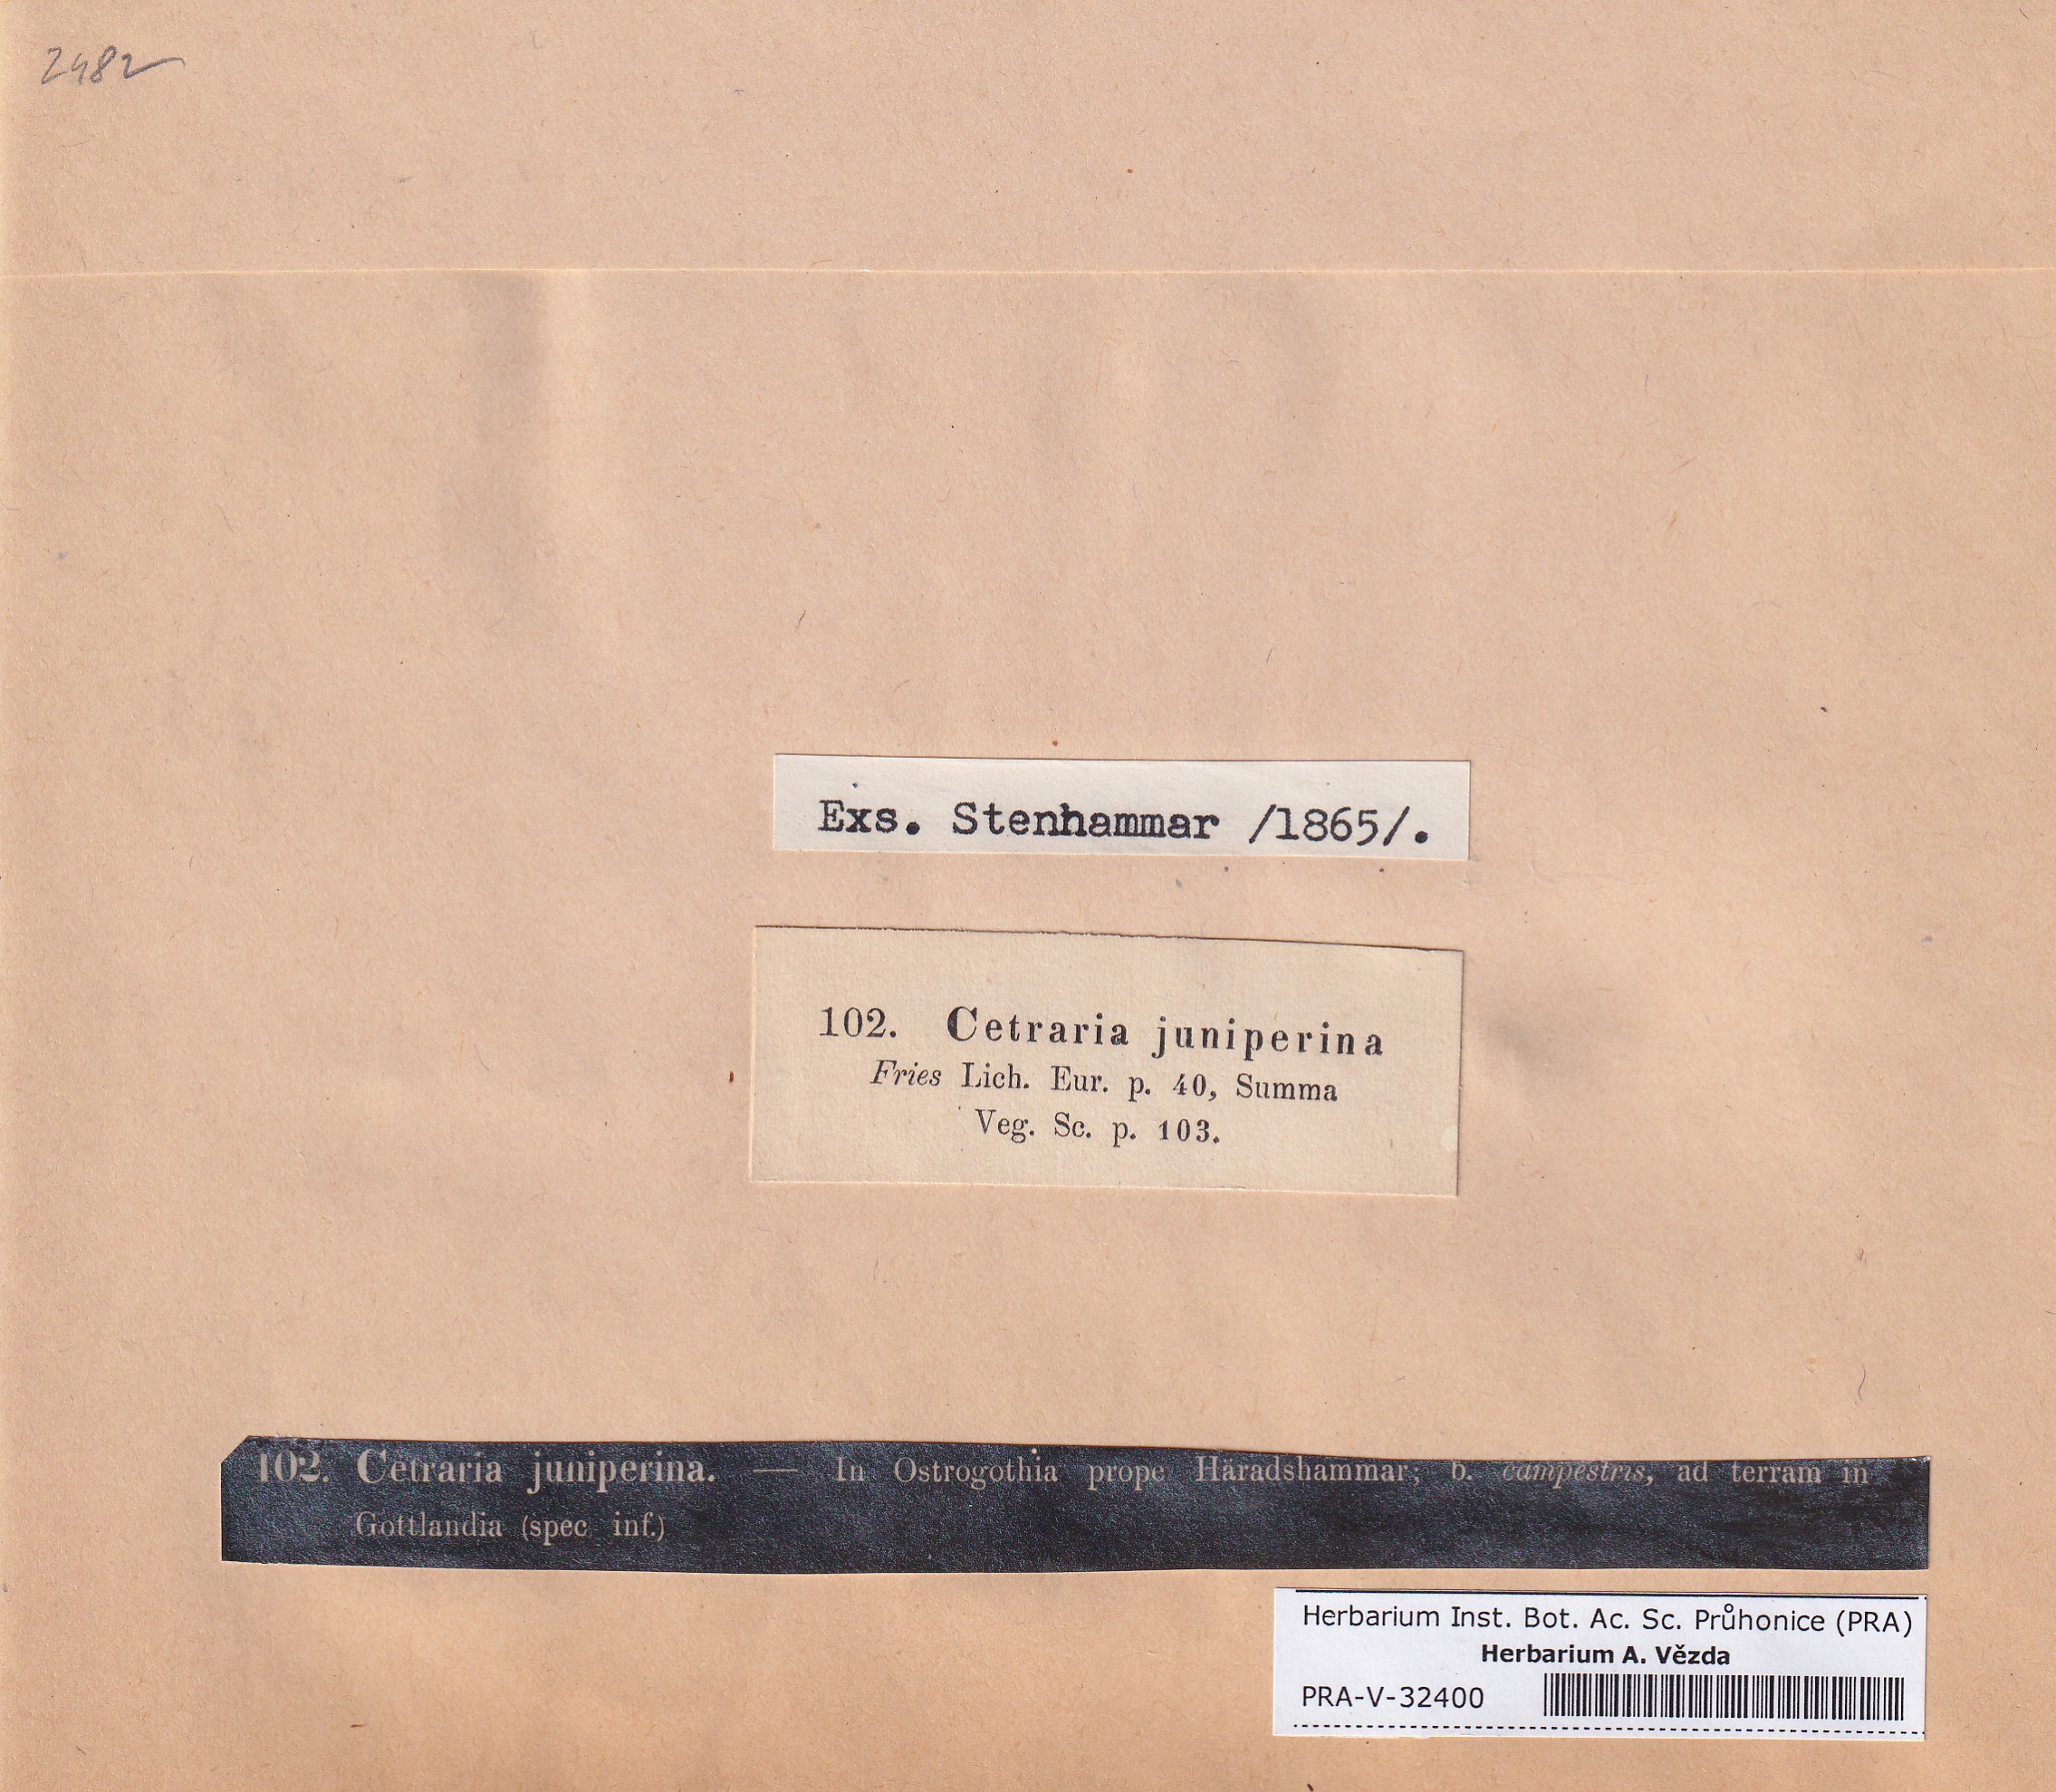 2482
Exs. Stenhammar /1865/.
102. Cetraria juniperina
Fries Lich. Eur. p. 40, Summa
Veg. Sc. p. 103.
102. Cetraria juniperina. — In Ostrogothia prope Häradshammar; b. campestris, ad terram in
Gottlandia (spec. inf.)
Herbarium Inst. Bot. Ac. Sc. Průhonice (PRA)
Herbarium A. Vězda
PRA-V-32400